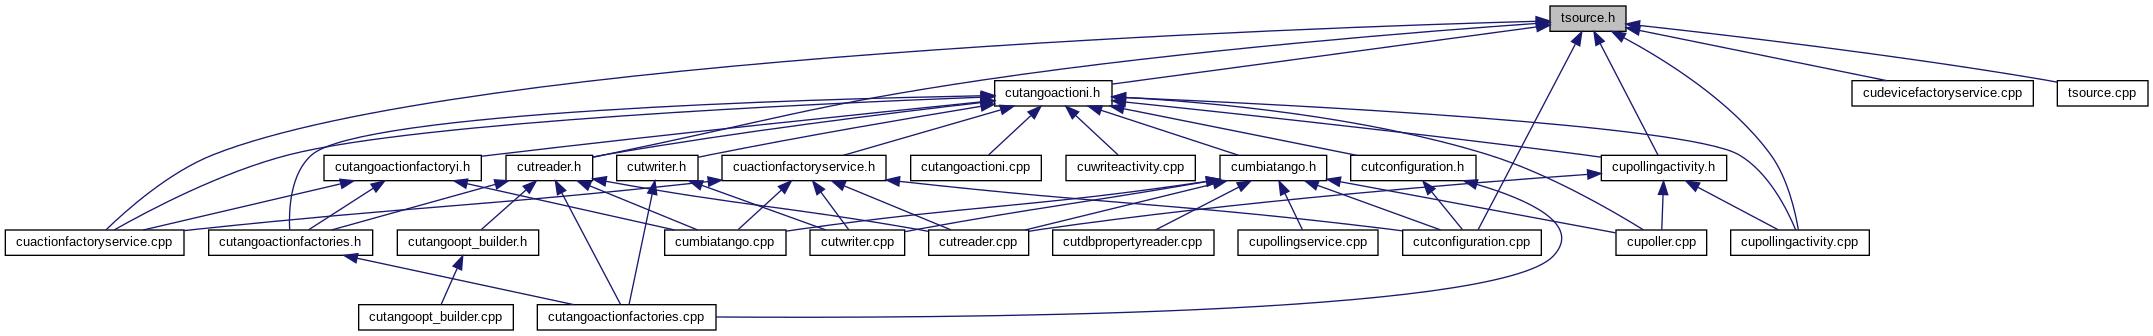 tsource.h
cutangoactioni.h
cudevicefactoryservice.cpp
tsource.cpp
cutangoactionfactoryi.h
cutreader.h
cutwriter.h
cuactionfactoryservice.h
cutangoactioni.cpp
cuwriteactivity.cpp
cumbiatango.h
cutconfiguration.h
cupollingactivity.h
cuactionfactoryservice.cpp
cutangoactionfactories.h
cutangoopt_builder.h
cumbiatango.cpp
cutwriter.cpp
cutreader.cpp
cutdbpropertyreader.cpp
cupollingservice.cpp
cutconfiguration.cpp
cupoller.cpp
cupollingactivity.cpp
cutangoopt_builder.cpp
cutangoactionfactories.cpp